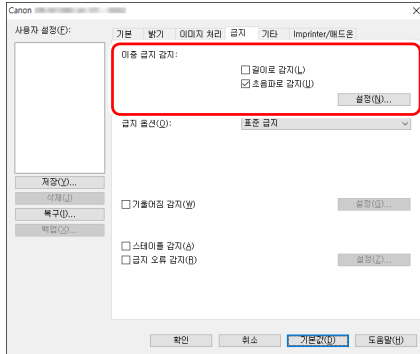 Canon
사용자 설정(F):
저장(Y)...
삭제(J)
복구(I)...
백업(X)...
기본 밝기 이미지 처리 급지 기타 Imprinter/애드온
이중 급지 감지:
길이로 감지(L)
초음파로 감지(U)
설정(N)...
급지 옵션(O): 표준 급지
기울어짐 감지(W) 설정(G)...
스테이플 감지(A)
급지 오류 감지(R) 설정(Z)...
확인 취소 기본값(D) 도움말(H)